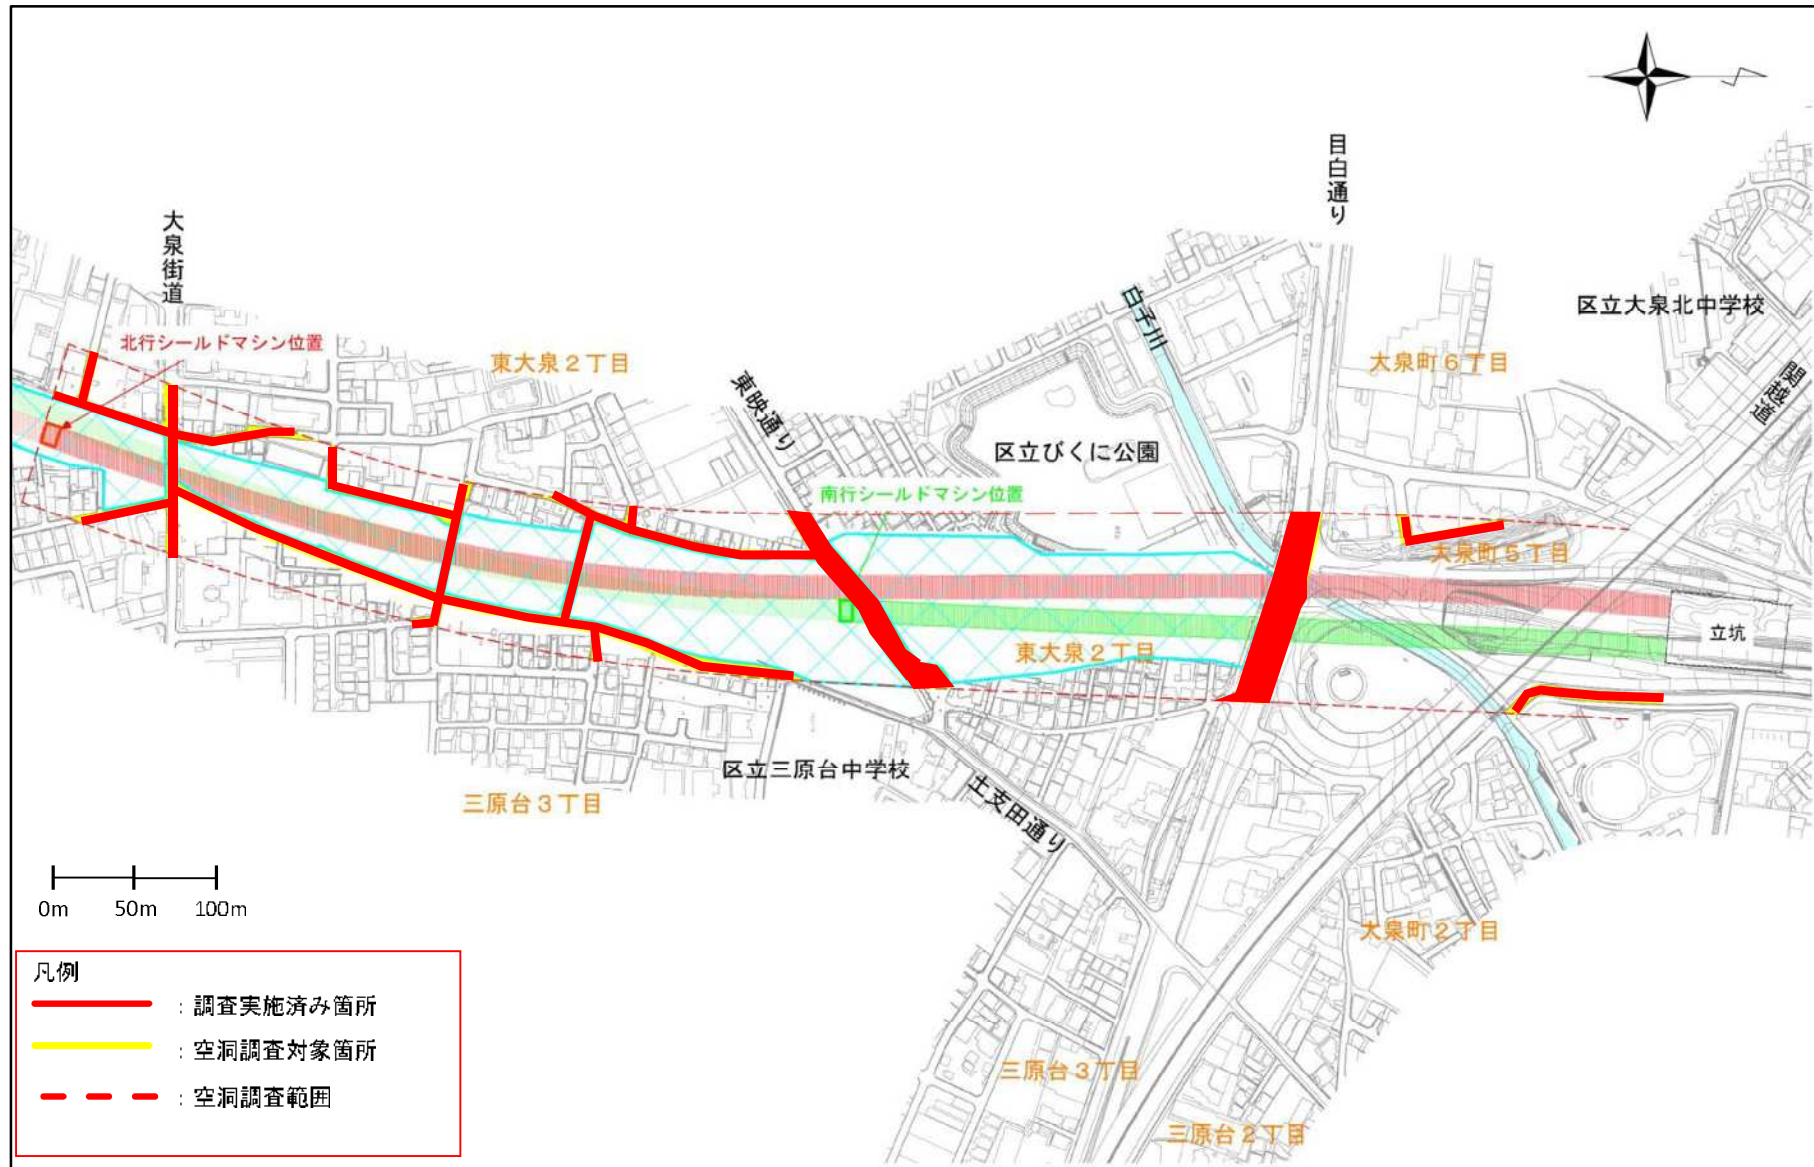 目白通り
大泉街道
白子川
区立大泉北中学校
北行シールドマシン位置
東大泉2丁目
大泉町6丁目
関越道
東映通り
区立びくに公園
南行シールドマシン位置
大泉町5丁目
立坑
東大泉2丁目
区立三原台中学校
三原台3丁目
土支田通り
0m 50m 100m
大泉町2丁目
凡例
：調査実施済み箇所
：空洞調査対象箇所
：空洞調査範囲
三原台3丁目
三原台2丁目